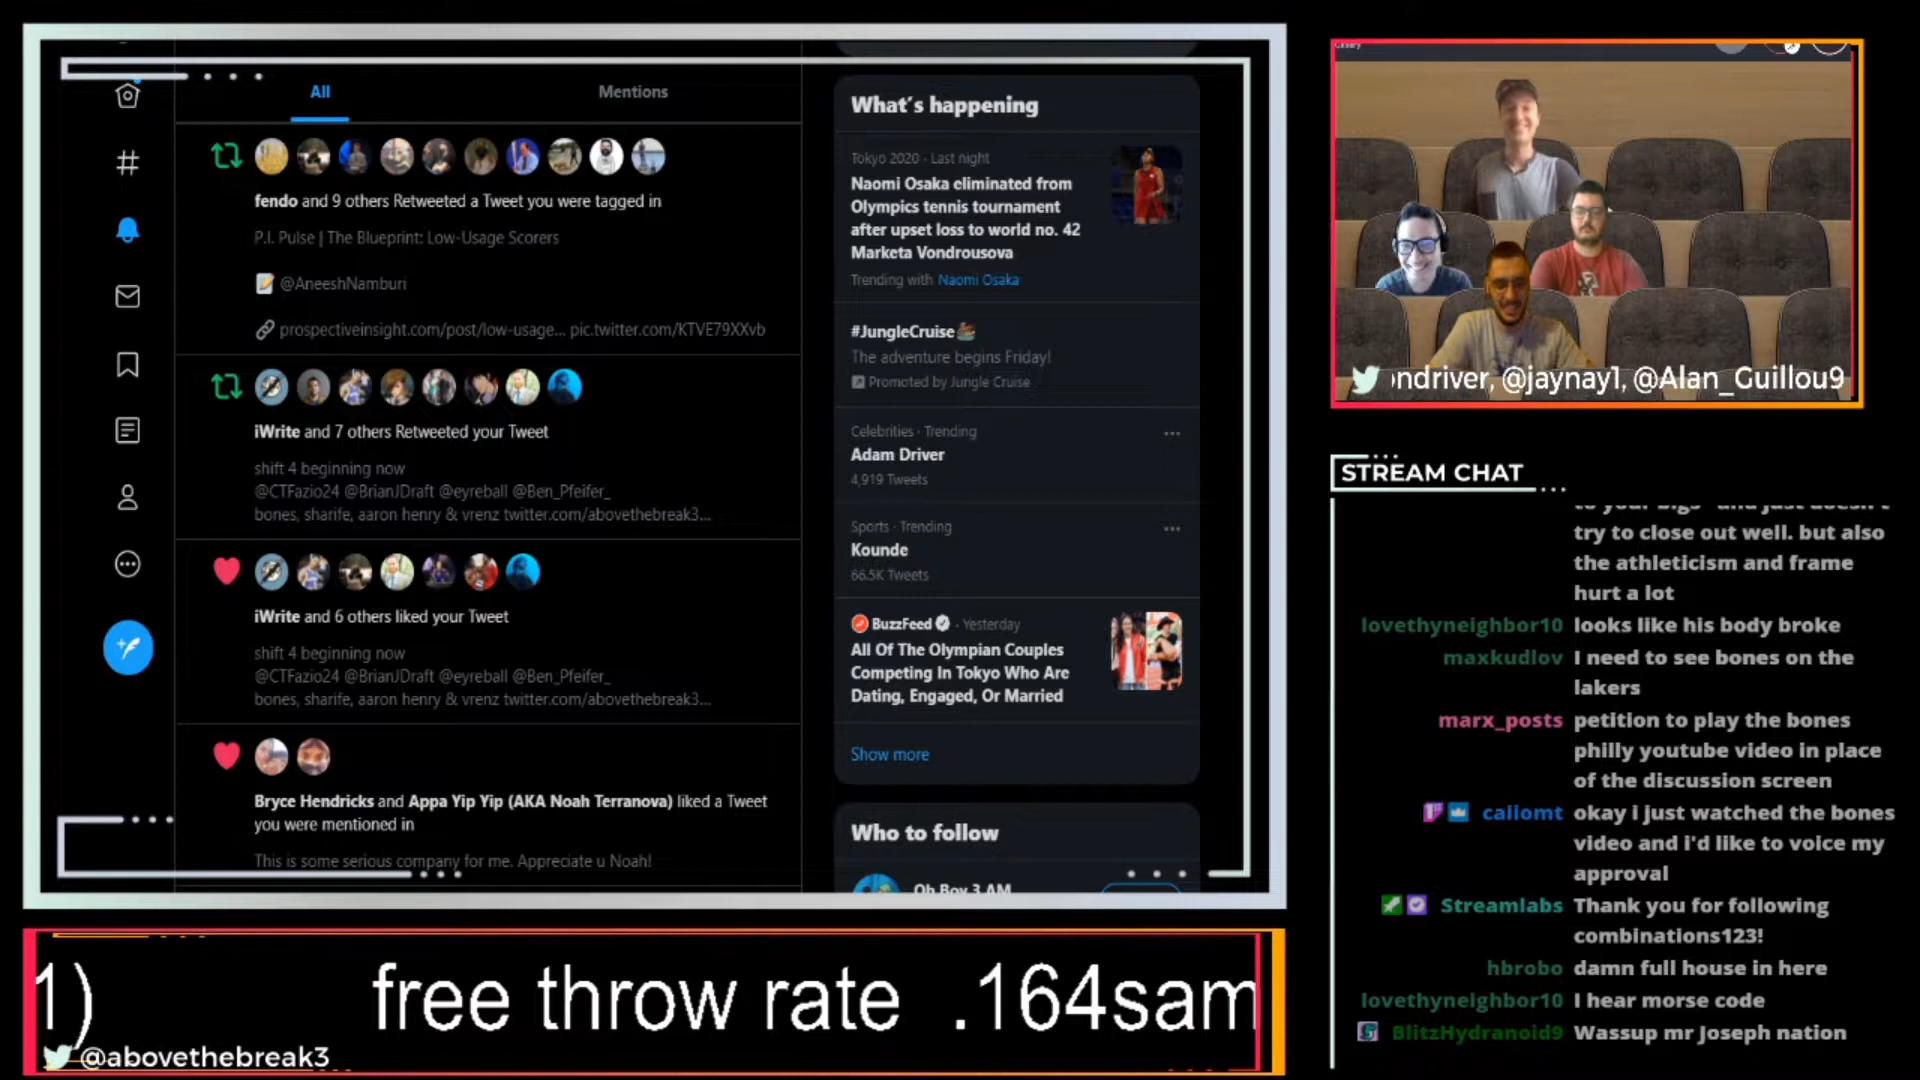 All
Mentions
fendo and 9 others Retweeted a Tweet you were tagged in
P.I. Pulse | The Blueprint: Low-Usage Scorers
@AneeshNamburi
prospectiveinsight.com/post/low-usage... pic.twitter.com/KTVE79XXvb
iWrite and 7 others Retweeted your Tweet
shift 4 beginning now
@CTFazio24 @BrianJDraft @eyreball @Ben_Pfeifer_
bones, sharife, aaron henry & vrenz twitter.com/abovethebreak3...
iWrite and 6 others liked your Tweet
shift 4 beginning now
@CTFazio24 @BrianJDraft @eyreball @Ben_Pfeifer_
bones, sharife, aaron henry & vrenz twitter.com/abovethebreak3...
Bryce Hendricks and Appa Yip Yip (AKA Noah Terranova) liked a Tweet
you were mentioned in
This is some serious company for me. Appreciate u Noah!
What's happening
Tokyo 2020 · Last night
Naomi Osaka eliminated from
Olympics tennis tournament
after upset loss to world no. 42
Marketa Vondrousova
Trending with Naomi Osaka
#JungleCruise
The adventure begins Friday!
Promoted by Jungle Cruise
Celebrities · Trending
Adam Driver
4,919 Tweets
Sports · Trending
Kounde
66.5K Tweets
BuzzFeed · Yesterday
All Of The Olympian Couples
Competing In Tokyo Who Are
Dating, Engaged, Or Married
Show more
Who to follow
Oh Boy 3 AM
ndriver, @jaynay1, @Alan_Guillou9
STREAM CHAT
to your bigs" and just doesn't
try to close out well. but also
the athleticism and frame
hurt a lot
lovethyneighbor10 looks like his body broke
maxkudlov I need to see bones on the
lakers
marx_posts petition to play the bones
philly youtube video in place
of the discussion screen
callomt okay i just watched the bones
video and i'd like to voice my
approval
Streamlabs Thank you for following
combinations123!
hbrobo damn full house in here
lovethyneighbor10 I hear morse code
BlitzHydranoid9 Wassup mr Joseph nation
1) free throw rate .164sam
@abovethebreak3